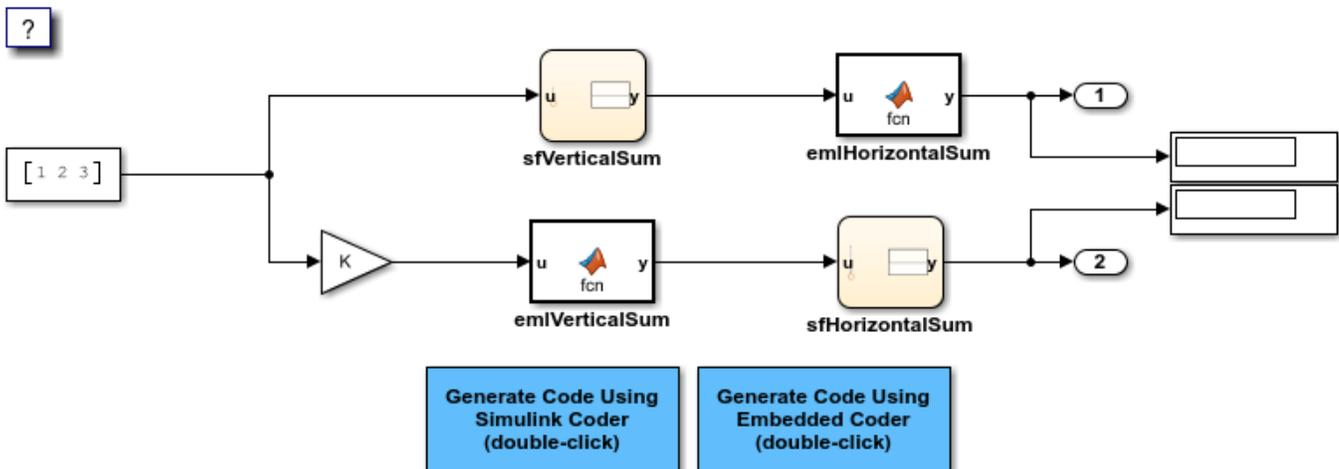 ?
u
y
sfVerticalSum
u
fcn
y
emlHorizontalSum
1
[1 2 3]
K
u
fcn
y
emlVerticalSum
u
y
sfHorizontalSum
2
Generate Code Using
Simulink Coder
(double-click)
Generate Code Using
Embedded Coder
(double-click)